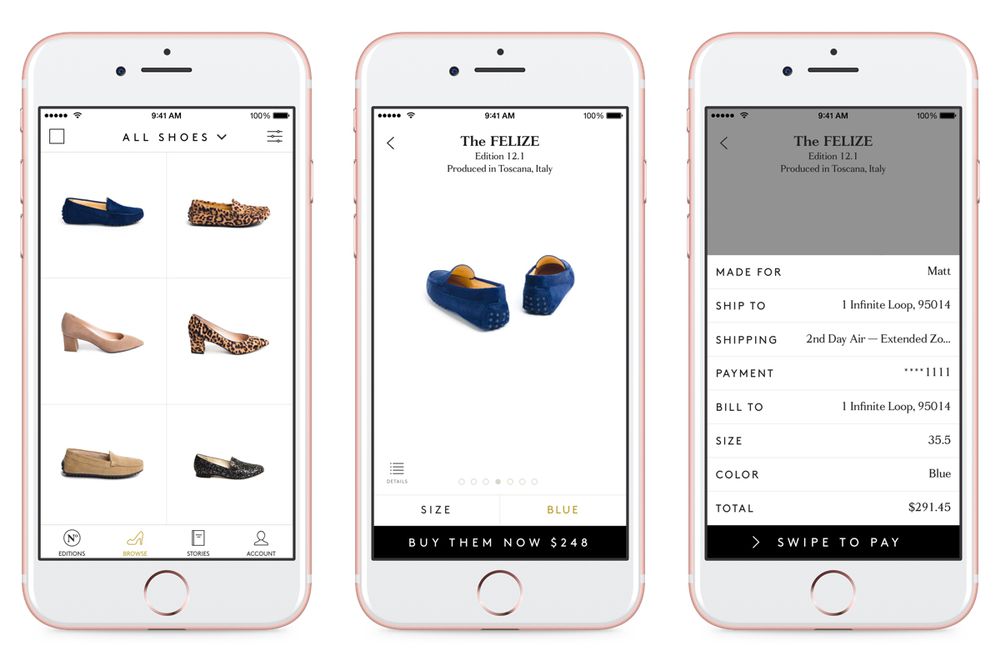 9:41 AM 100%
ALL SHOES
N°
EDITIONS
BROWSE
STORIES
ACCOUNT
9:41 AM 100%
The FELIZE
Edition 12.1
Produced in Toscana, Italy
DETAILS
SIZE BLUE
BUY THEM NOW $248
9:41 AM 100%
The FELIZE
Edition 12.1
Produced in Toscana, Italy
MADE FOR Matt
SHIP TO 1 Infinite Loop, 95014
SHIPPING 2nd Day Air — Extended Zo...
PAYMENT ****1111
BILL TO 1 Infinite Loop, 95014
SIZE 35.5
COLOR Blue
TOTAL $291.45
SWIPE TO PAY